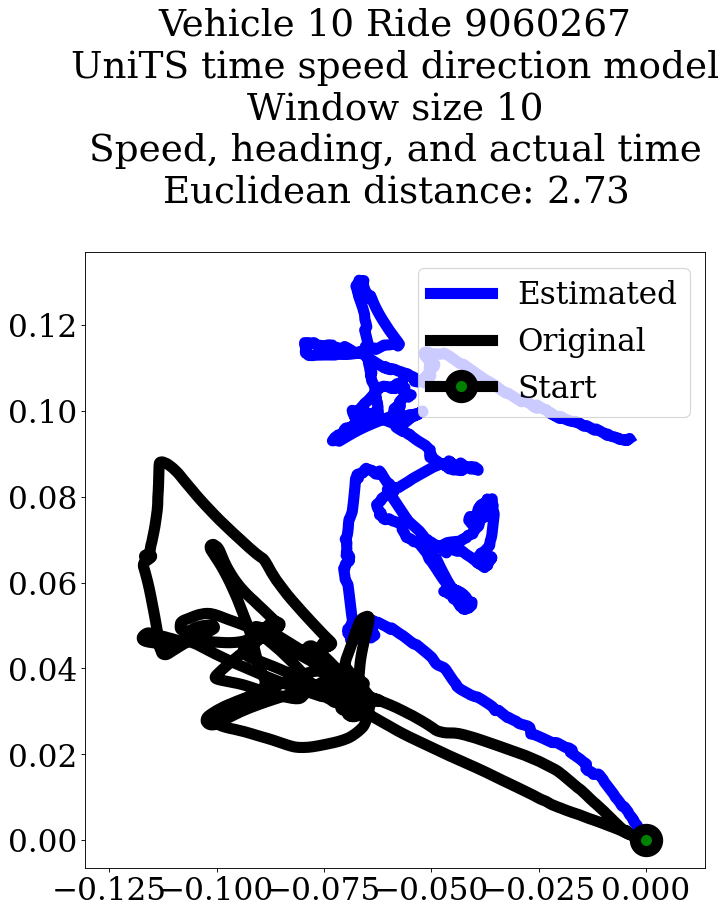 Vehicle 10 Ride 9060267
UniTS time speed direction model
Window size 10
Speed, heading, and actual time
Euclidean distance: 2.73
Estimated
Original
Start
0.12
0.10
0.08
0.06
0.04
0.02
0.00
−0.125 −0.100 −0.075 −0.050 −0.025 0.000